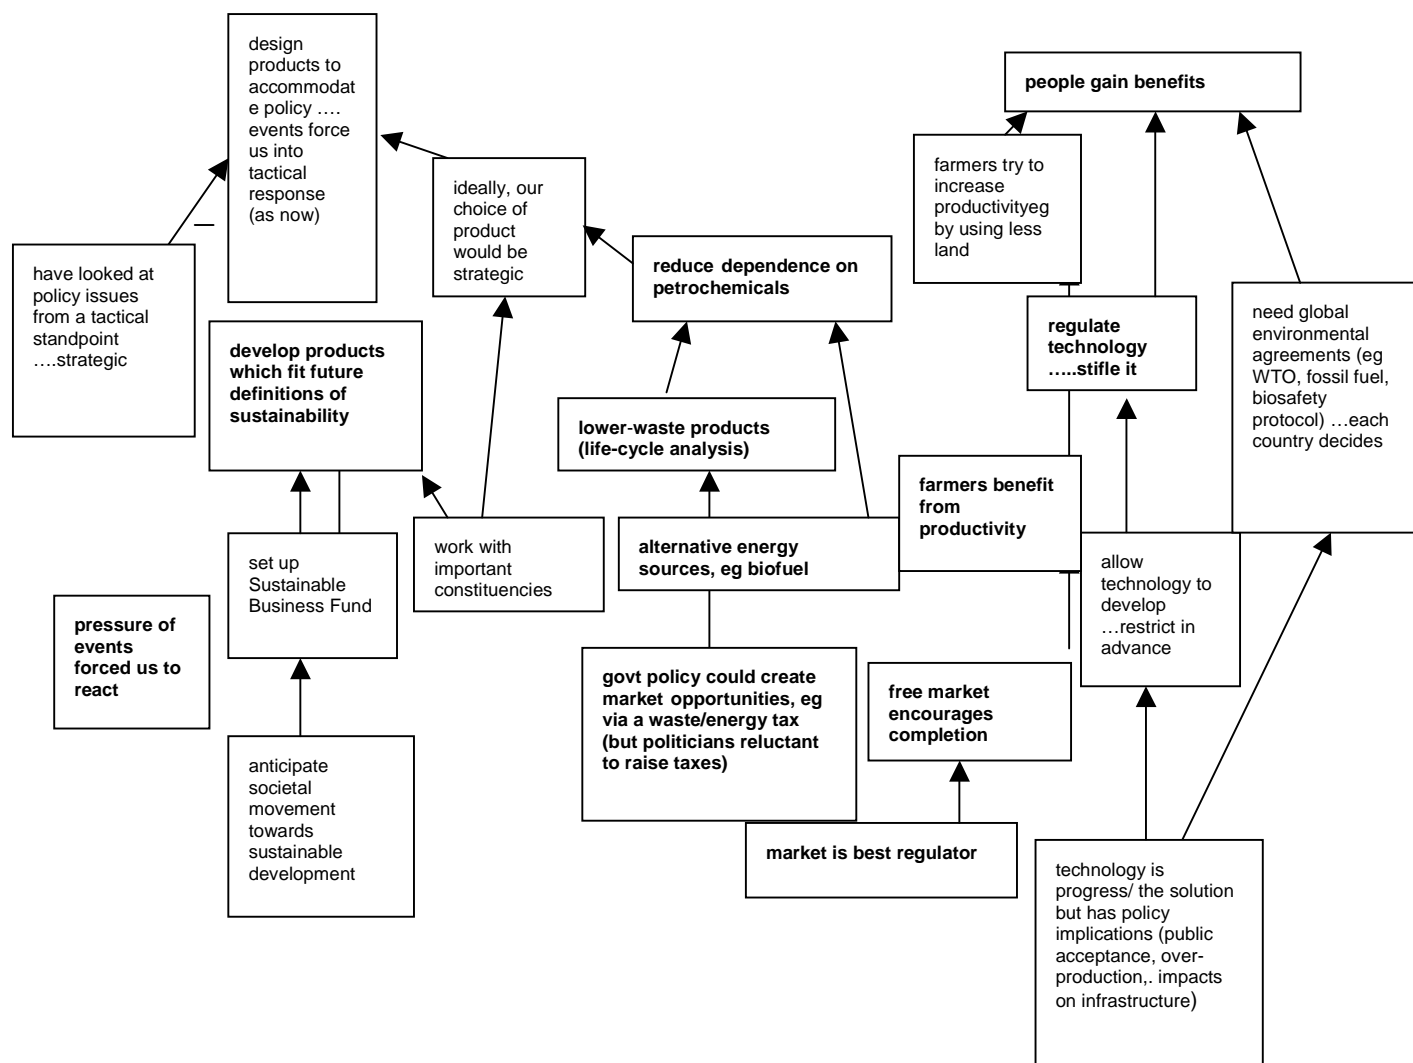 design
products to
accommodat
e policy ….
events force
us into
tactical
response
(as now)
people gain benefits
farmers try to
increase
productivityeg
by using less
land
ideally, our
choice of
product
would be
strategic
have looked at
policy issues
from a tactical
standpoint
….strategic
reduce dependence on
petrochemicals
regulate
technology
…..stifle it
need global
environmental
agreements (eg
WTO, fossil fuel,
biosafety
protocol) …each
country decides
develop products
which fit future
definitions of
sustainability
lower-waste products
(life-cycle analysis)
farmers benefit
from
productivity
set up
Sustainable
Business Fund
work with
important
constituencies
alternative energy
sources, eg biofuel
allow
technology to
develop
…restrict in
advance
pressure of
events
forced us to
react
govt policy could create
market opportunities, eg
via a waste/energy tax
(but politicians reluctant
to raise taxes)
free market
encourages
completion
anticipate
societal
movement
towards
sustainable
development
market is best regulator
technology is
progress/ the solution
but has policy
implications (public
acceptance, over-
production,. impacts
on infrastructure)